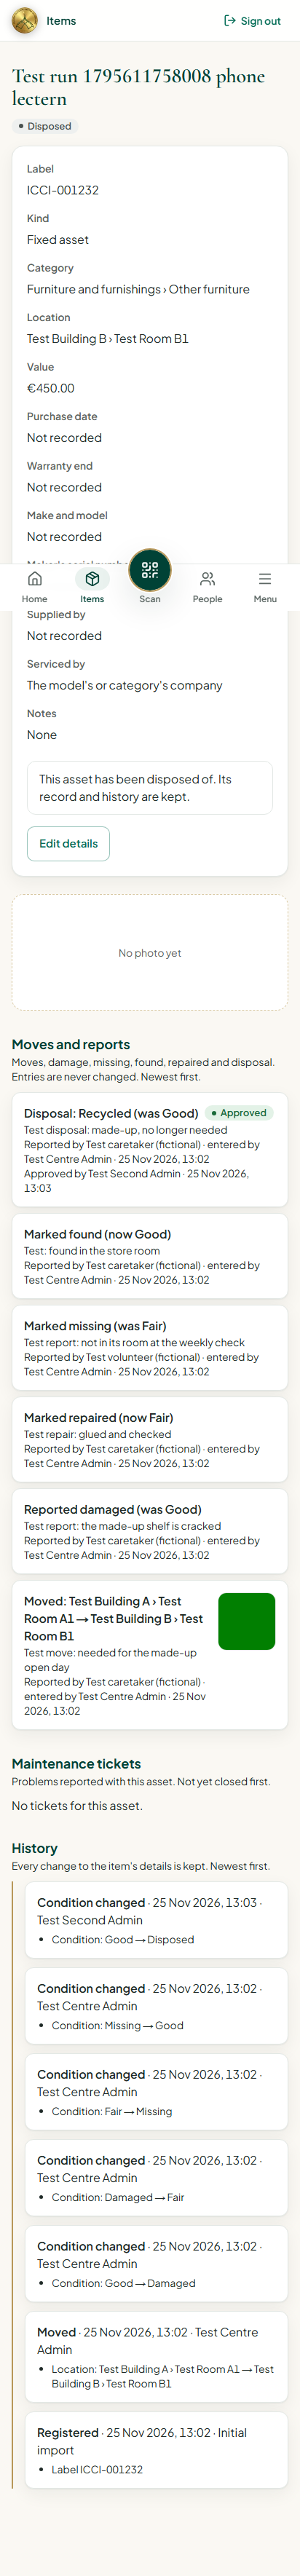 Items
Sign out
Test run 1795611758008 phone
lectern
Disposed
Label
ICCI-001232
Kind
Fixed asset
Category
Furniture and furnishings › Other furniture
Location
Test Building B › Test Room B1
Value
€450.00
Purchase date
Not recorded
Warranty end
Not recorded
Make and model
Not recorded
Home
Items
Scan
People
Menu
Supplied by
Not recorded
Serviced by
The model's or category's company
Notes
None
This asset has been disposed of. Its
record and history are kept.
Edit details
No photo yet
Moves and reports
Moves, damage, missing, found, repaired and disposal.
Entries are never changed. Newest first.
Disposal: Recycled (was Good)
Approved
Test disposal: made-up, no longer needed
Reported by Test caretaker (fictional) · entered by
Test Centre Admin · 25 Nov 2026, 13:02
Approved by Test Second Admin · 25 Nov 2026,
13:03
Marked found (now Good)
Test: found in the store room
Reported by Test caretaker (fictional) · entered by
Test Centre Admin · 25 Nov 2026, 13:02
Marked missing (was Fair)
Test report: not in its room at the weekly check
Reported by Test volunteer (fictional) · entered by
Test Centre Admin · 25 Nov 2026, 13:02
Marked repaired (now Fair)
Test repair: glued and checked
Reported by Test caretaker (fictional) · entered by
Test Centre Admin · 25 Nov 2026, 13:02
Reported damaged (was Good)
Test report: the made-up shelf is cracked
Reported by Test caretaker (fictional) · entered by
Test Centre Admin · 25 Nov 2026, 13:02
Moved: Test Building A › Test
Room A1 → Test Building B › Test
Room B1
Test move: needed for the made-up
open day
Reported by Test caretaker (fictional) ·
entered by Test Centre Admin · 25 Nov
2026, 13:02
Maintenance tickets
Problems reported with this asset. Not yet closed first.
No tickets for this asset.
History
Every change to the item's details is kept. Newest first.
Condition changed · 25 Nov 2026, 13:03 ·
Test Second Admin
• Condition: Good → Disposed
Condition changed · 25 Nov 2026, 13:02 ·
Test Centre Admin
• Condition: Missing → Good
Condition changed · 25 Nov 2026, 13:02 ·
Test Centre Admin
• Condition: Fair → Missing
Condition changed · 25 Nov 2026, 13:02 ·
Test Centre Admin
• Condition: Damaged → Fair
Condition changed · 25 Nov 2026, 13:02 ·
Test Centre Admin
• Condition: Good → Damaged
Moved · 25 Nov 2026, 13:02 · Test Centre
Admin
• Location: Test Building A › Test Room A1 → Test
Building B › Test Room B1
Registered · 25 Nov 2026, 13:02 · Initial
import
• Label ICCI-001232